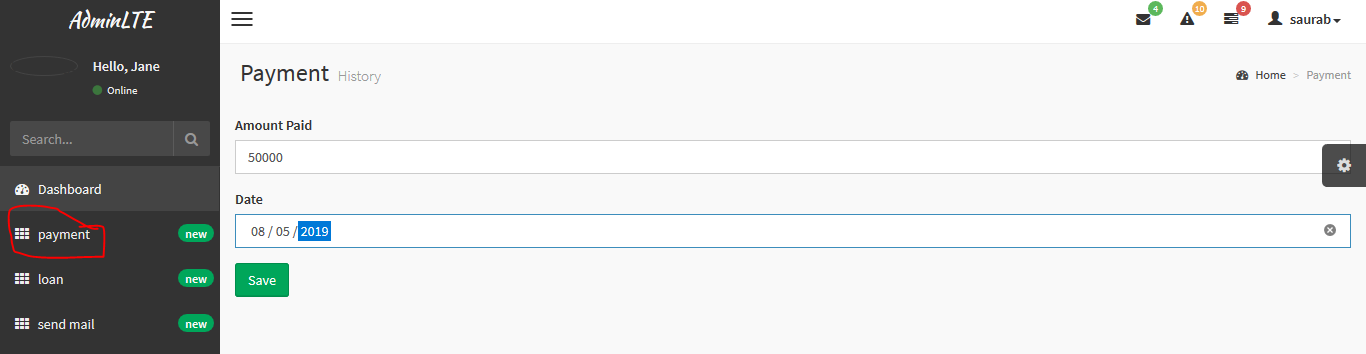 AdminLTE
4
10
9
saurab
Hello, Jane
Online
Payment History
Home > Payment
Search...
Dashboard
payment new
loan new
send mail new
Amount Paid
50000
Date
08 / 05 / 2019
Save